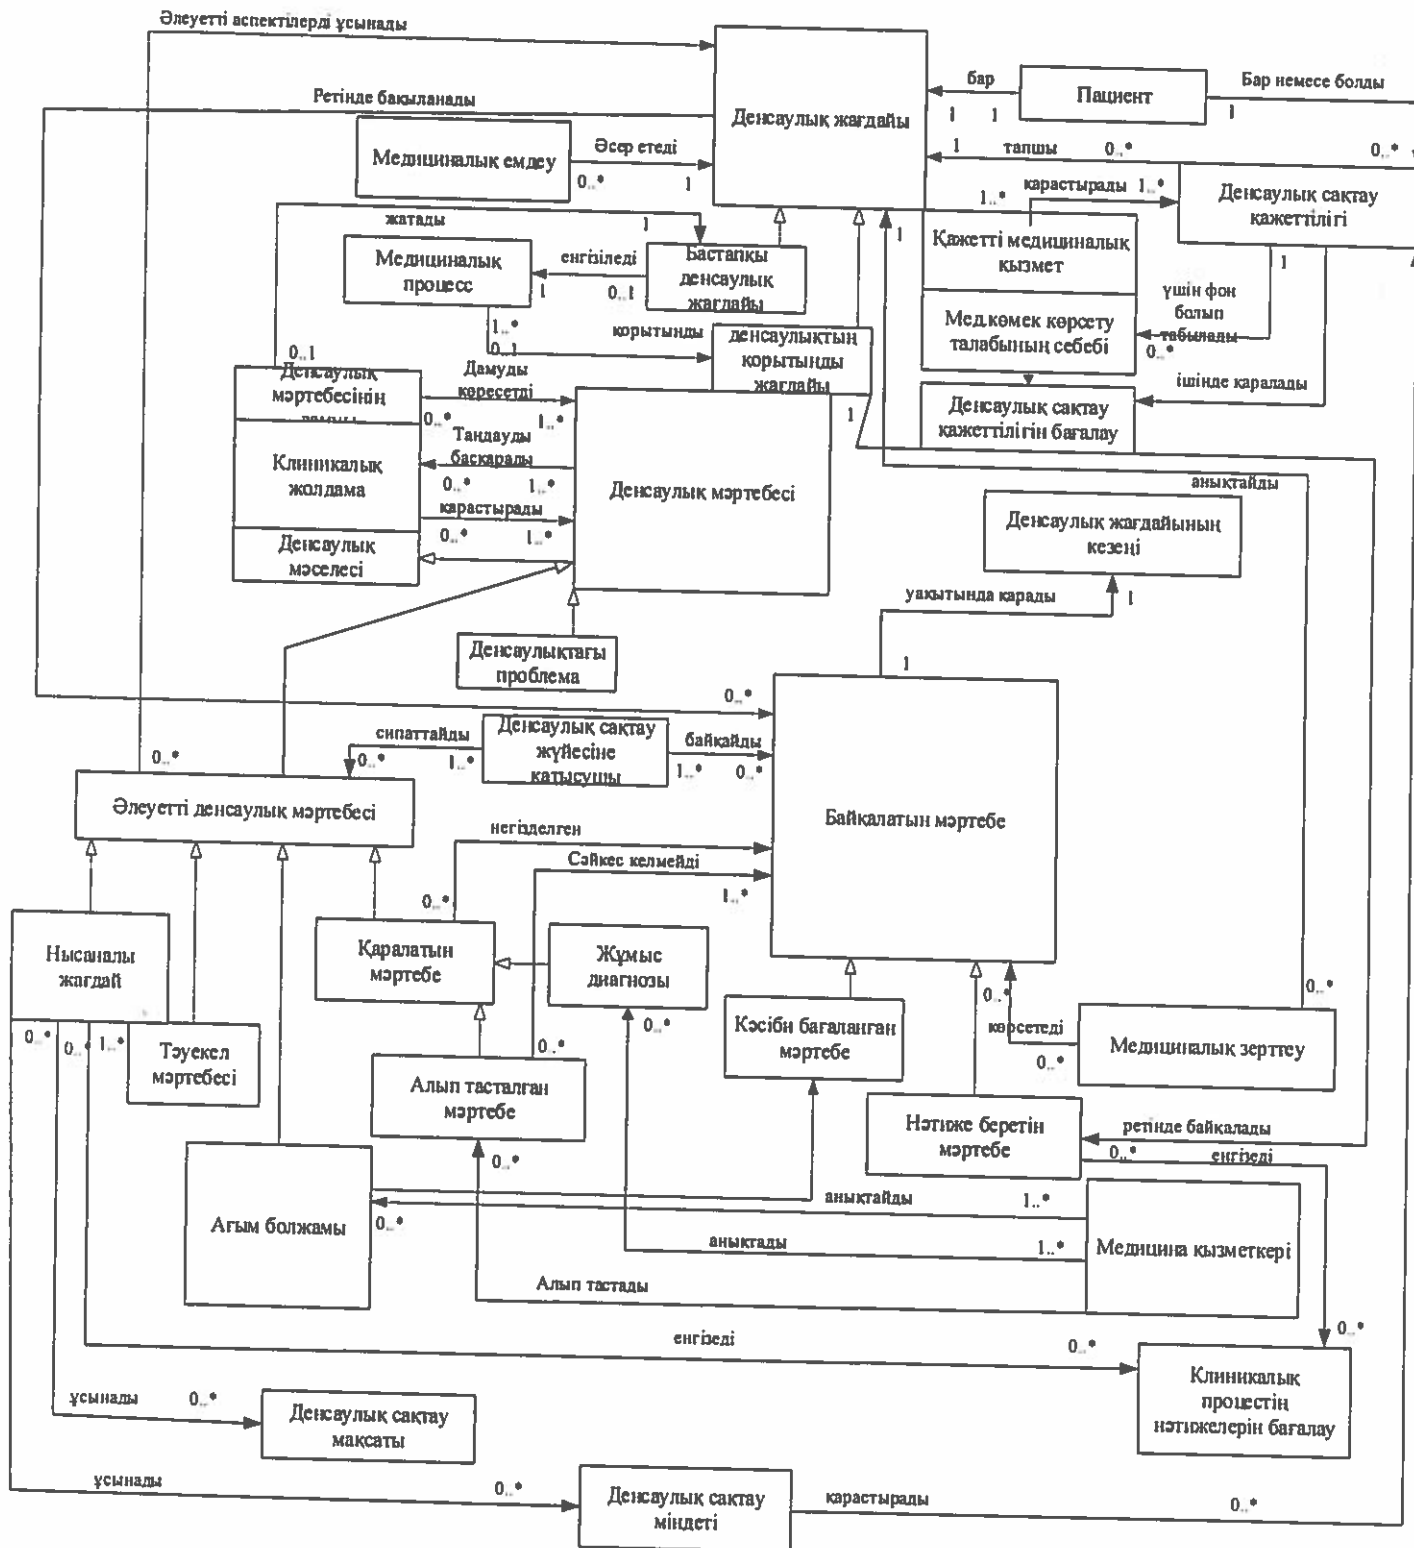 Әлеуетті аспектілерді ұсынады
Ретінде бақыланады
Денсаулық жағдайы
бар
1
1
Пациент
Бар немесе болды
1
Медициналық емдеу
Әсер етеді
0..*
1
1
тапшы
0..*
0..*
қарастырады
1..*
1..*
Денсаулық сақтау
қажеттілігі
жатады
1
Медициналық
процесс
енгізіледі
1
0..1
Бастапқы
денсаулық
жағдайы
1
Қажетті медициналық
қызмет
1
үшін фон
болып
табылады
0..*
Мед.көмек көрсету
талабының себебі
1..*
0..1
қорытынды
денсаулықтың
қорытынды
жағдайы
ішінде қаралады
0..1
Денсаулық
мәртебесінің
Дамуды
көресетді
0..*
1..*
1
Денсаулық сақтау
қажеттілігін бағалау
Клиникалық
жолдама
Таңдауды
басқарады
0..*
1..*
Денсаулық мәртебесі
анықтайды
қарастырады
0..*
1..*
Денсаулық
мәселесі
Денсаулық жағдайының
кезеңі
уақытында қарады
1
Денсаулықтағы
проблема
1
0..*
сипаттайды
0..*
1..*
Денсаулық сақтау
жүйесіне
қатысушы
байқайды
1..*
0..*
0..*
Әлеуетті денсаулық мәртебесі
Байқалатын мәртебе
негізделген
Сәйкес келмейді
1..*
0..*
Нысаналы
жағдай
Қаралатын
мәртебе
Жұмыс
диагнозы
0..*
0..*
0..*
1..*
Тәуекел
мәртебесі
0..*
0..*
Кәсіби бағаланған
мәртебе
0..*
көрсетеді
0..*
0..*
Медициналық зерттеу
Алып тасталған
мәртебе
Нәтиже беретін
мәртебе
ретінде байқалады
0..*
енгізеді
0..*
Ағым болжамы
0..*
анықтайды
1..*
анықтады
1..*
Медицина қызметкері
Алып тастады
енгізеді
0..*
0..*
Клиникалық
процестің
нәтижелерін бағалау
ұсынады
0..*
Денсаулық сақтау
мақсаты
ұсынады
0..*
Денсаулық сақтау
міндеті
қарастырады
0..*